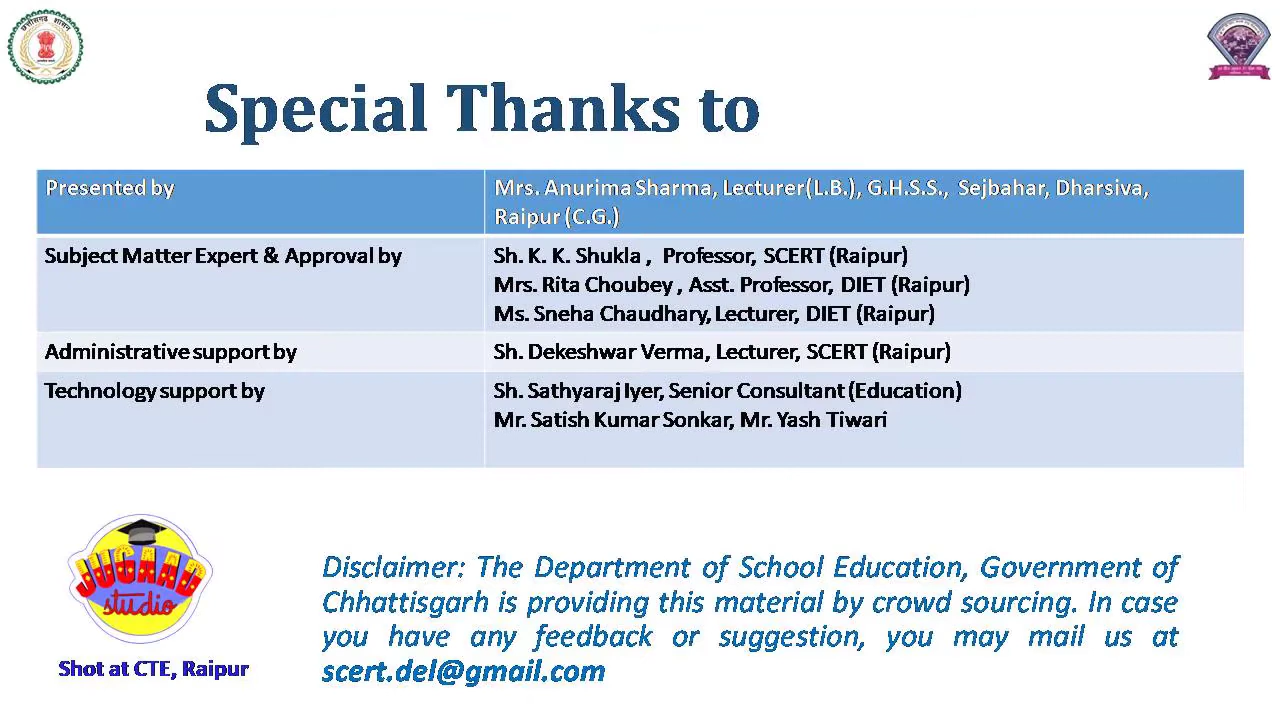 छत्तीसगढ़ शासन
Special Thanks to
Presented by
Mrs. Anurima Sharma, Lecturer(L.B.), G.H.S.S., Sejbahar, Dharsiva,
Raipur (C.G.)
Subject Matter Expert & Approval by
Sh. K. K. Shukla , Professor, SCERT (Raipur)
Mrs. Rita Choubey , Asst. Professor, DIET (Raipur)
Ms. Sneha Chaudhary, Lecturer, DIET (Raipur)
Administrative support by
Sh. Dekeshwar Verma, Lecturer, SCERT (Raipur)
Technology support by
Sh. Sathyaraj Iyer, Senior Consultant (Education)
Mr. Satish Kumar Sonkar, Mr. Yash Tiwari
JUGAAD
studio
Shot at CTE, Raipur
Disclaimer: The Department of School Education, Government of
Chhattisgarh is providing this material by crowd sourcing. In case
you have any feedback or suggestion, you may mail us at
scert.del@gmail.com